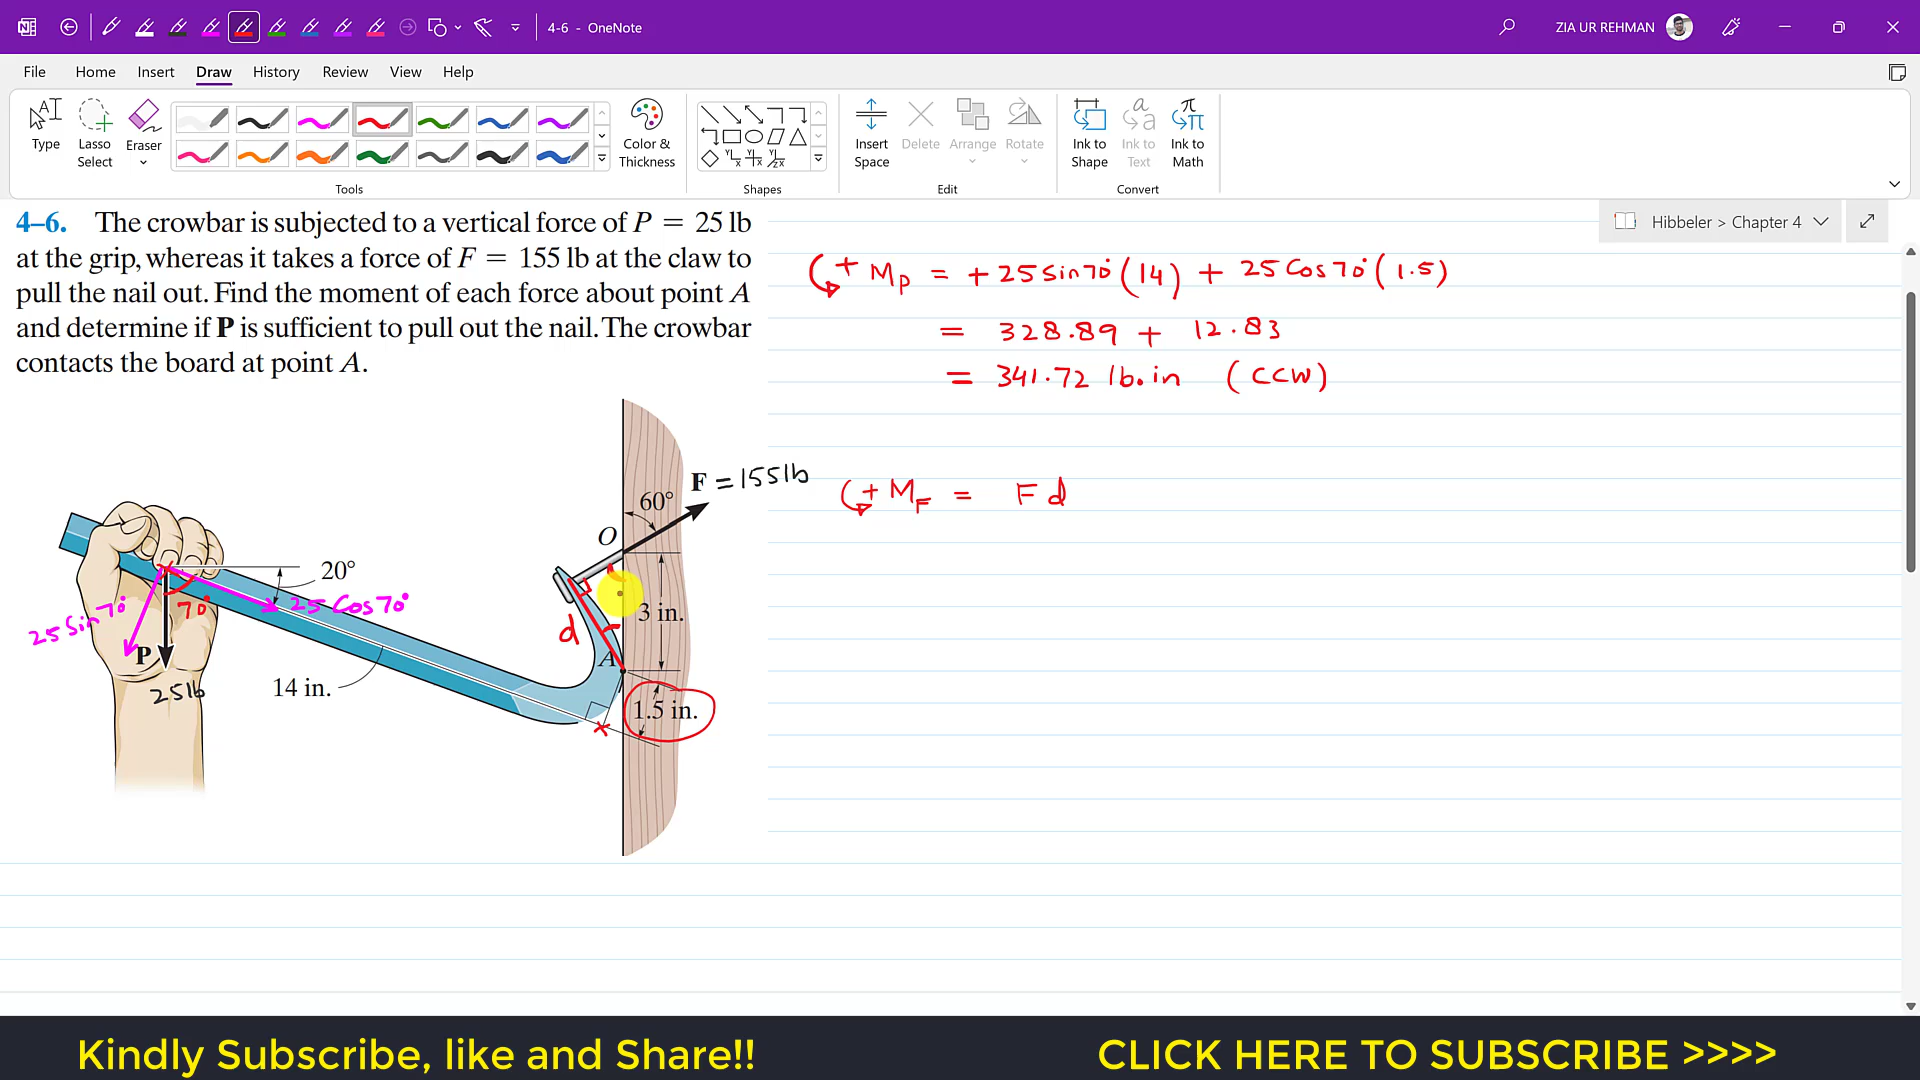 4-6 - OneNote
ZIA UR REHMAN
File Home Insert Draw History Review View Help
Type
Lasso Select
Eraser
Color & Thickness
Insert Space
Delete
Arrange
Rotate
Ink to Shape
Ink to Text
Ink to Math
Tools
Shapes
Edit
Convert
Hibbeler > Chapter 4
4–6. The crowbar is subjected to a vertical force of P = 25 lb
at the grip, whereas it takes a force of F = 155 lb at the claw to
pull the nail out. Find the moment of each force about point A
and determine if P is sufficient to pull out the nail. The crowbar
contacts the board at point A.
+ Mp = + 25 Sin70° (14) + 25 Cos70° (1.5)
= 328.89 + 12.83
= 341.72 lb.in (CCW)
+ MF = F d
F = 155lb
60°
O
20°
25 Cos70°
25 Sin70°
70°
3 in.
d
A
P
25lb
14 in.
1.5 in.
Kindly Subscribe, like and Share!!
CLICK HERE TO SUBSCRIBE >>>>